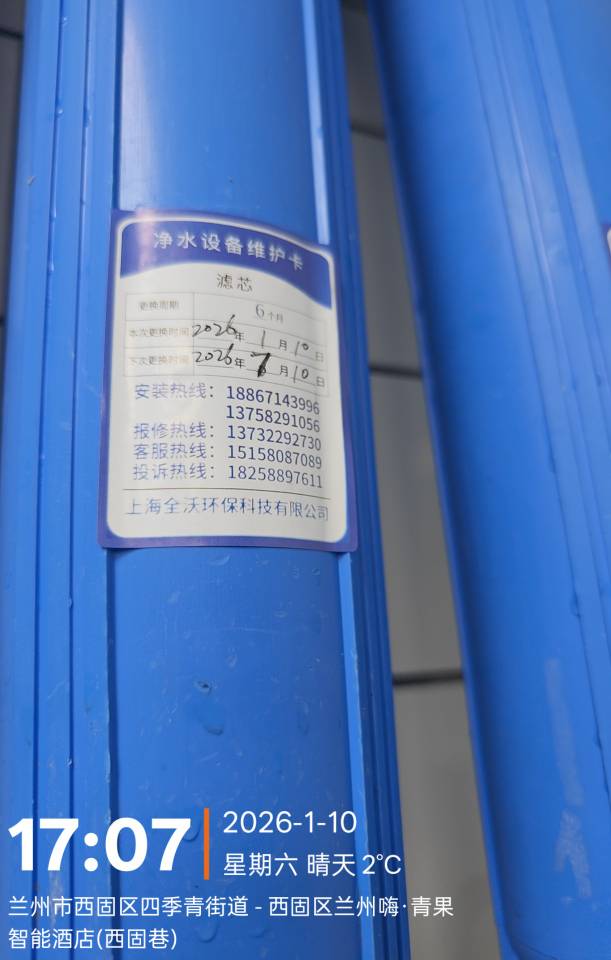 净水设备维护卡
滤芯
更换周期 6个月
本次更换时间 2026年 1月10日
下次更换时间 2026年 7月10日
安装热线：18867143996
13758291056
报修热线：13732292730
客服热线：15158087089
投诉热线：18258897611
上海全沃环保科技有限公司
17:07
2026-1-10
星期六 晴天 2℃
兰州市西固区四季青街道 - 西固区兰州嗨·青果
智能酒店(西固巷)